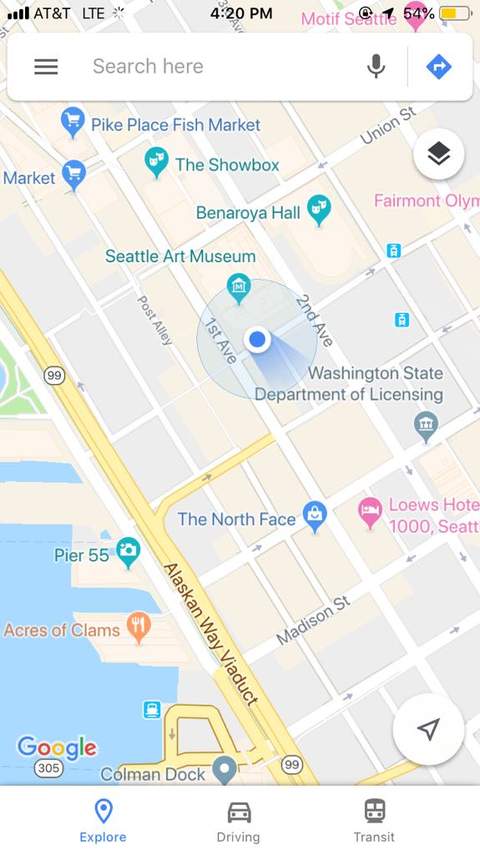 AT&T LTE 4:20 PM 54%
Motif Seattle
Search here
Union St
Pike Place Fish Market
The Showbox
Market
Benaroya Hall
Fairmont Olym
Seattle Art Museum
Post Alley
1st Ave
2nd Ave
99
Washington State
Department of Licensing
The North Face
Loews Hote
1000, Seatt
Pier 55
Alaskan Way Viaduct
Acres of Clams
Madison St
Google
305
Colman Dock
99
Explore
Driving
Transit